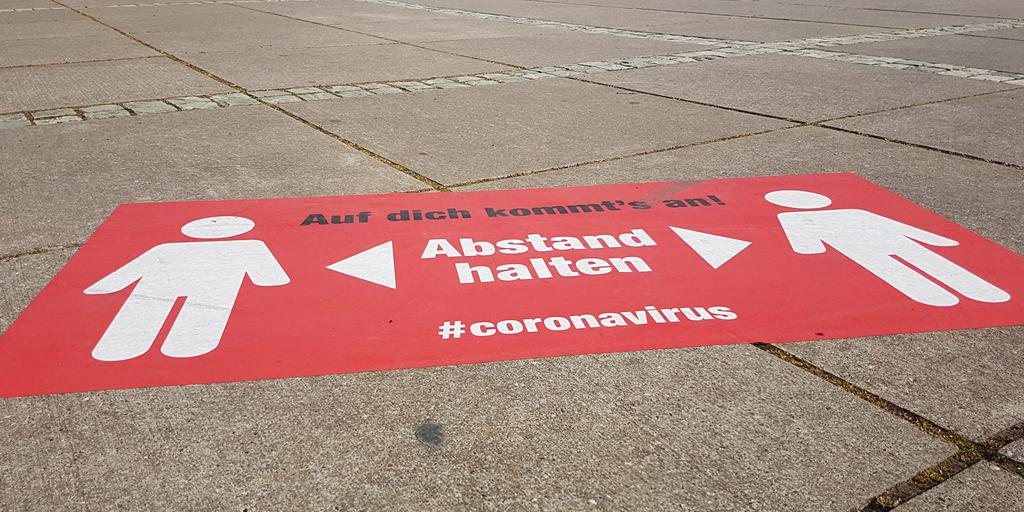 Auf dich kommt's an!
Abstand
halten
#coronavirus